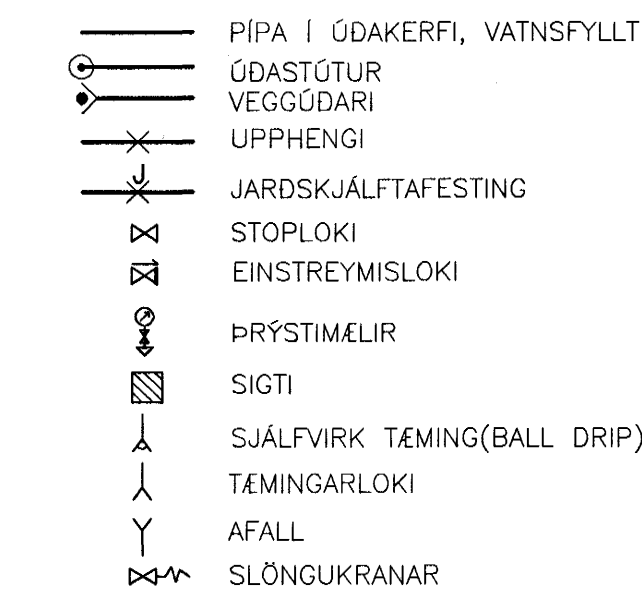 PÍPA Í ÚÐAKERFI, VATNSFYLLT
ÚÐASTÚTUR
VEGGÚÐARI
UPPHENGI
J
JARÐSKJÁLFTAFESTING
STOPLOKI
EINSTREYMISLOKI
ÞRÝSTIMÆLIR
SIGTI
SJÁLFVIRK TÆMING(BALL DRIP)
TÆMINGARLOKI
AFALL
SLÖNGUKRANAR